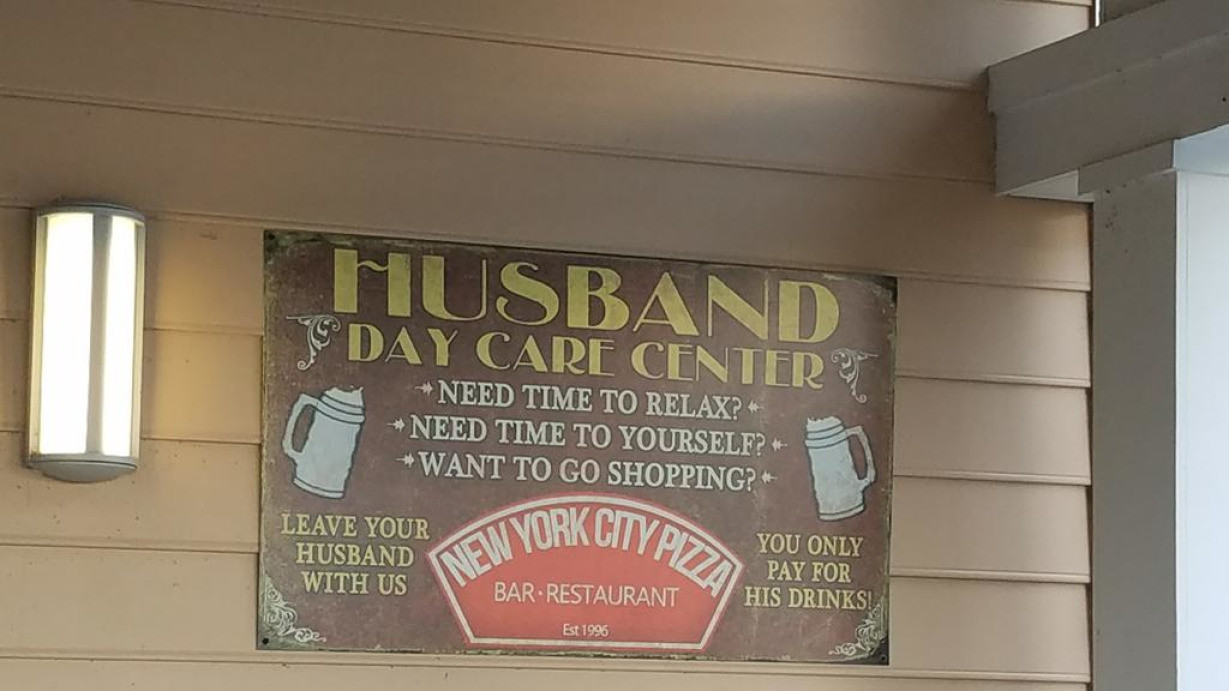 HUSBAND
DAY CARE CENTER
NEED TIME TO RELAX?
NEED TIME TO YOURSELF?
WANT TO GO SHOPPING?
LEAVE YOUR
HUSBAND
WITH US
NEW YORK CITY PIZZA
BAR · RESTAURANT
Est 1996
YOU ONLY
PAY FOR
HIS DRINKS!